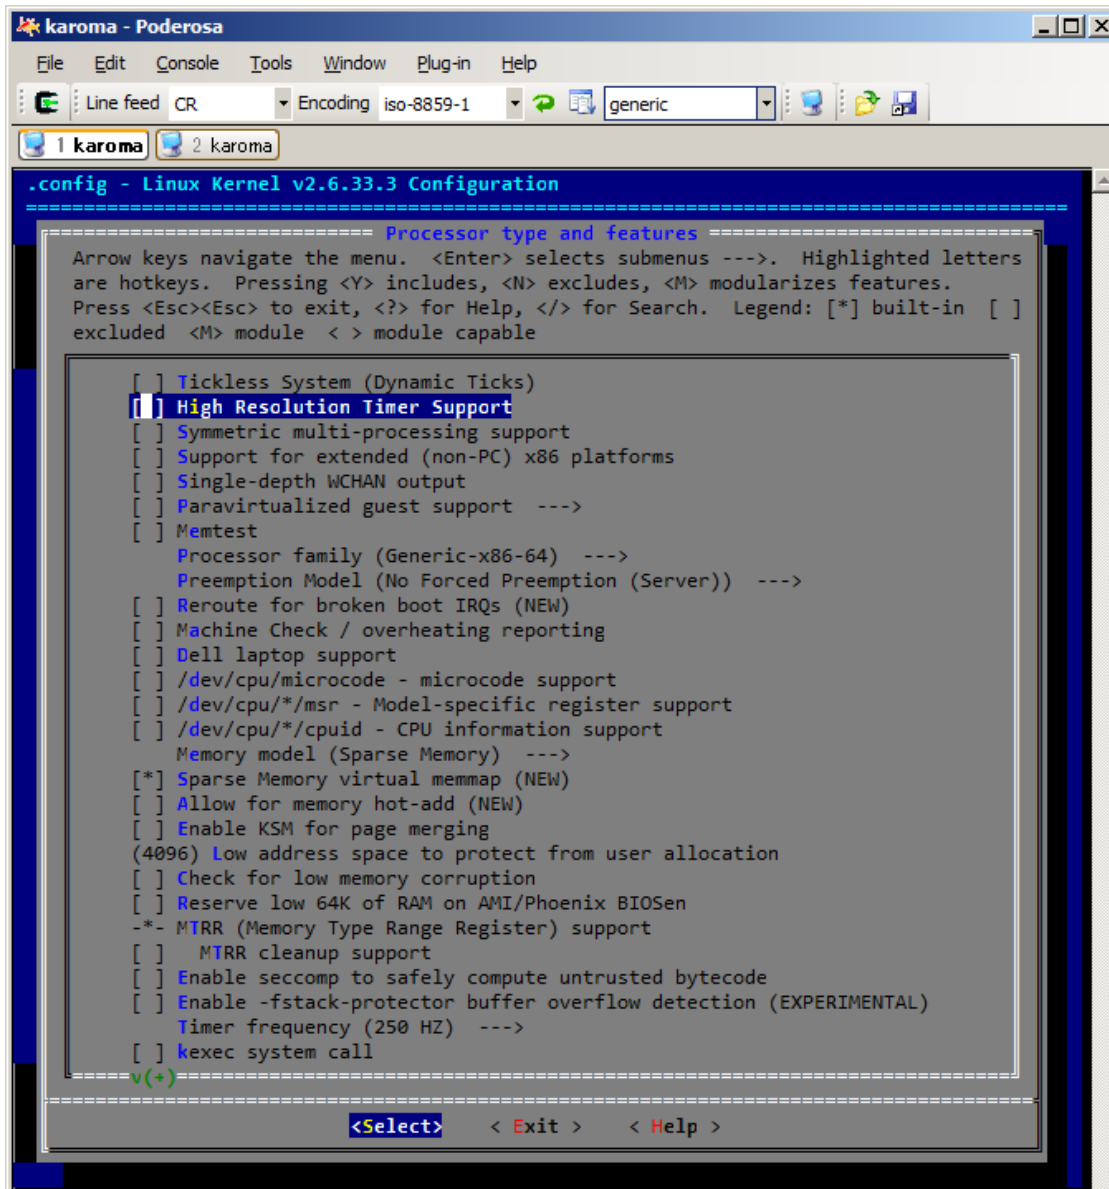 karoma - Poderosa
File Edit Console Tools Window Plug-in Help
Line feed CR Encoding iso-8859-1 generic
1 karoma 2 karoma
.config - Linux Kernel v2.6.33.3 Configuration
Processor type and features
Arrow keys navigate the menu.  <Enter> selects submenus --->.  Highlighted letters
are hotkeys.  Pressing <Y> includes, <N> excludes, <M> modularizes features.
Press <Esc><Esc> to exit, <?> for Help, </> for Search.  Legend: [*] built-in  [ ]
excluded  <M> module  < > module capable
[ ] Tickless System (Dynamic Ticks)
[ ] High Resolution Timer Support
[ ] Symmetric multi-processing support
[ ] Support for extended (non-PC) x86 platforms
[ ] Single-depth WCHAN output
[ ] Paravirtualized guest support  --->
[ ] Memtest
Processor family (Generic-x86-64)  --->
Preemption Model (No Forced Preemption (Server))  --->
[ ] Reroute for broken boot IRQs (NEW)
[ ] Machine Check / overheating reporting
[ ] Dell laptop support
[ ] /dev/cpu/microcode - microcode support
[ ] /dev/cpu/*/msr - Model-specific register support
[ ] /dev/cpu/*/cpuid - CPU information support
Memory model (Sparse Memory)  --->
[*] Sparse Memory virtual memmap (NEW)
[ ] Allow for memory hot-add (NEW)
[ ] Enable KSM for page merging
(4096) Low address space to protect from user allocation
[ ] Check for low memory corruption
[ ] Reserve low 64K of RAM on AMI/Phoenix BIOSen
-*- MTRR (Memory Type Range Register) support
[ ]   MTRR cleanup support
[ ] Enable seccomp to safely compute untrusted bytecode
[ ] Enable -fstack-protector buffer overflow detection (EXPERIMENTAL)
Timer frequency (250 HZ)  --->
[ ] kexec system call
v(+)
<Select>    < Exit >    < Help >